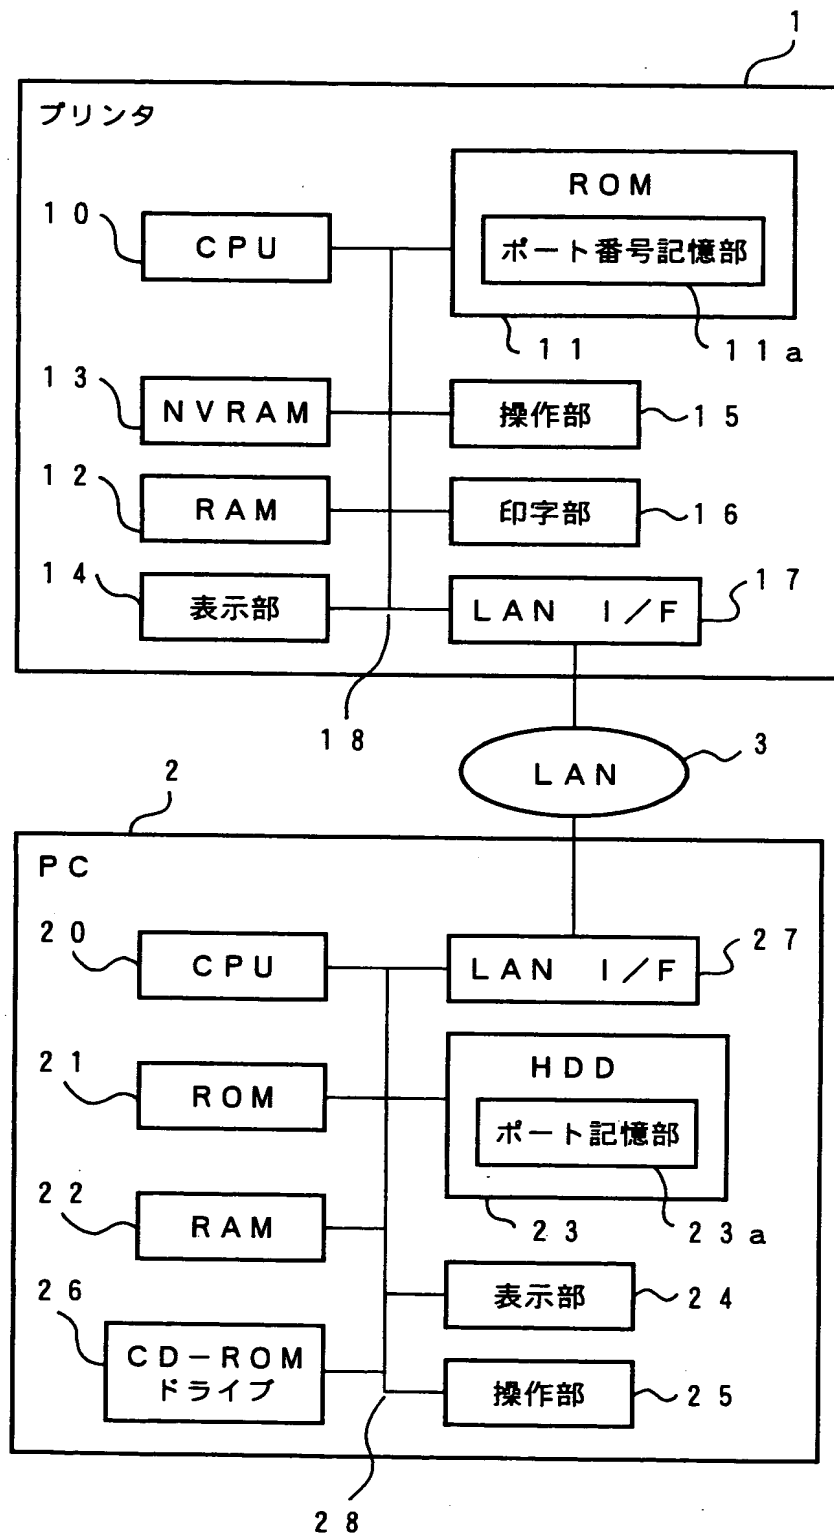 1
プリンタ
ROM
10
CPU
ポート番号記憶部
11
11a
13
NVRAM
操作部
15
12
RAM
印字部
16
14
表示部
LAN I/F
17
18
LAN
3
2
PC
20
CPU
LAN I/F
27
21
ROM
HDD
ポート記憶部
22
RAM
23
23a
26
表示部
24
CD-ROM
ドライブ
操作部
25
28